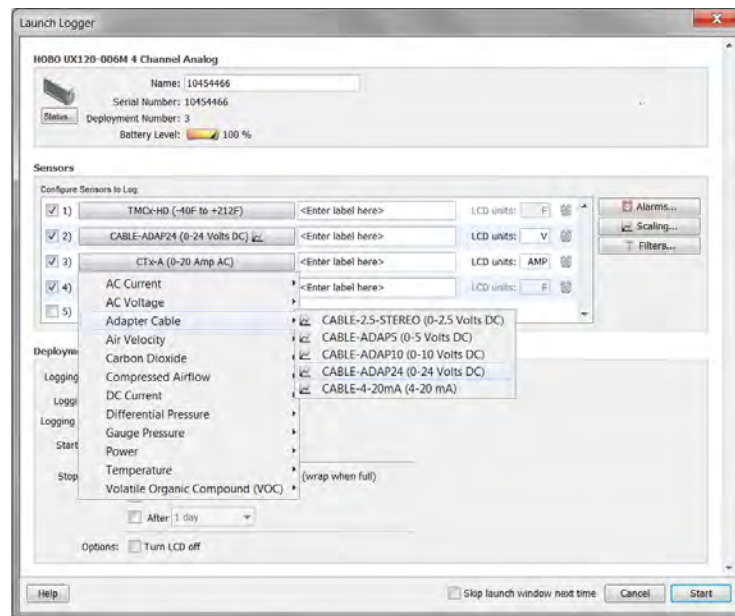 Launch Logger
HOBO UX120-006M 4 Channel Analog
Name: 10454466
Serial Number: 10454466
Status... Deployment Number: 3
Battery Level: 100 %
Sensors
Configure Sensors to Log:
1) TMCx-HD (-40F to +212F) <Enter label here> LCD units: F Alarms...
2) CABLE-ADAP24 (0-24 Volts DC) <Enter label here> LCD units: V Scaling...
Filters...
3) CTx-A (0-20 Amp AC) <Enter label here> LCD units: AMP
4) <Enter label here> LCD units: F
5)
AC Current
AC Voltage
Adapter Cable
Air Velocity
Carbon Dioxide
Compressed Airflow
DC Current
Differential Pressure
Gauge Pressure
Power
Temperature
Volatile Organic Compound (VOC)
CABLE-2.5-STEREO (0-2.5 Volts DC)
CABLE-ADAP5 (0-5 Volts DC)
CABLE-ADAP10 (0-10 Volts DC)
CABLE-ADAP24 (0-24 Volts DC)
CABLE-4-20mA (4-20 mA)
Logging
Logging
Start
Stop (wrap when full)
After 1 day
Options: Turn LCD off
Help Skip launch window next time Cancel Start